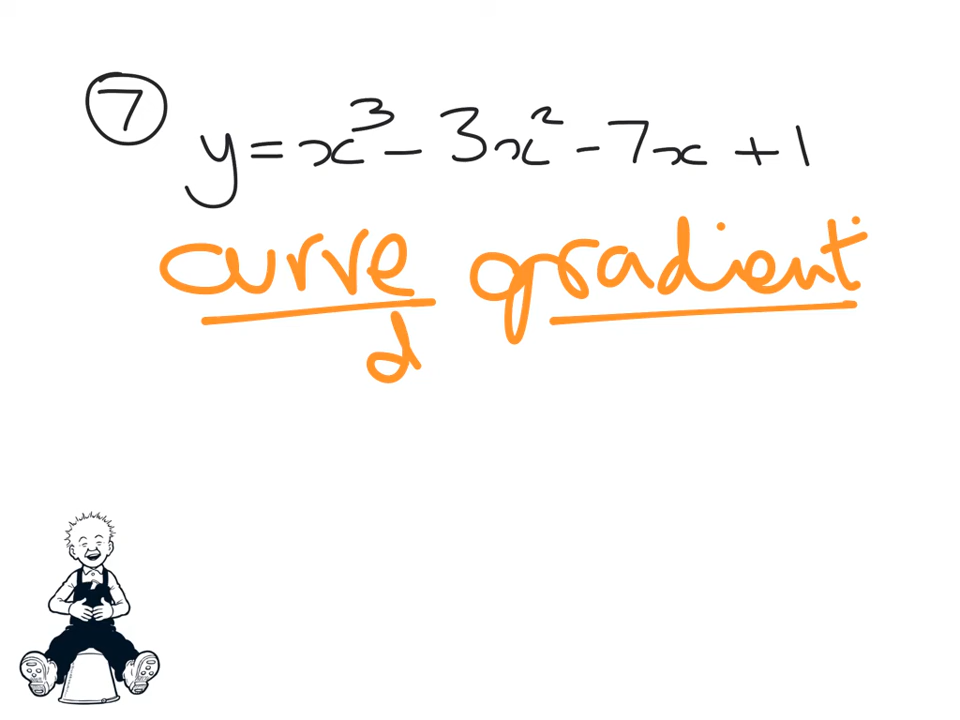 ⑦ y = x³ - 3x² - 7x + 1
curve gradient
d